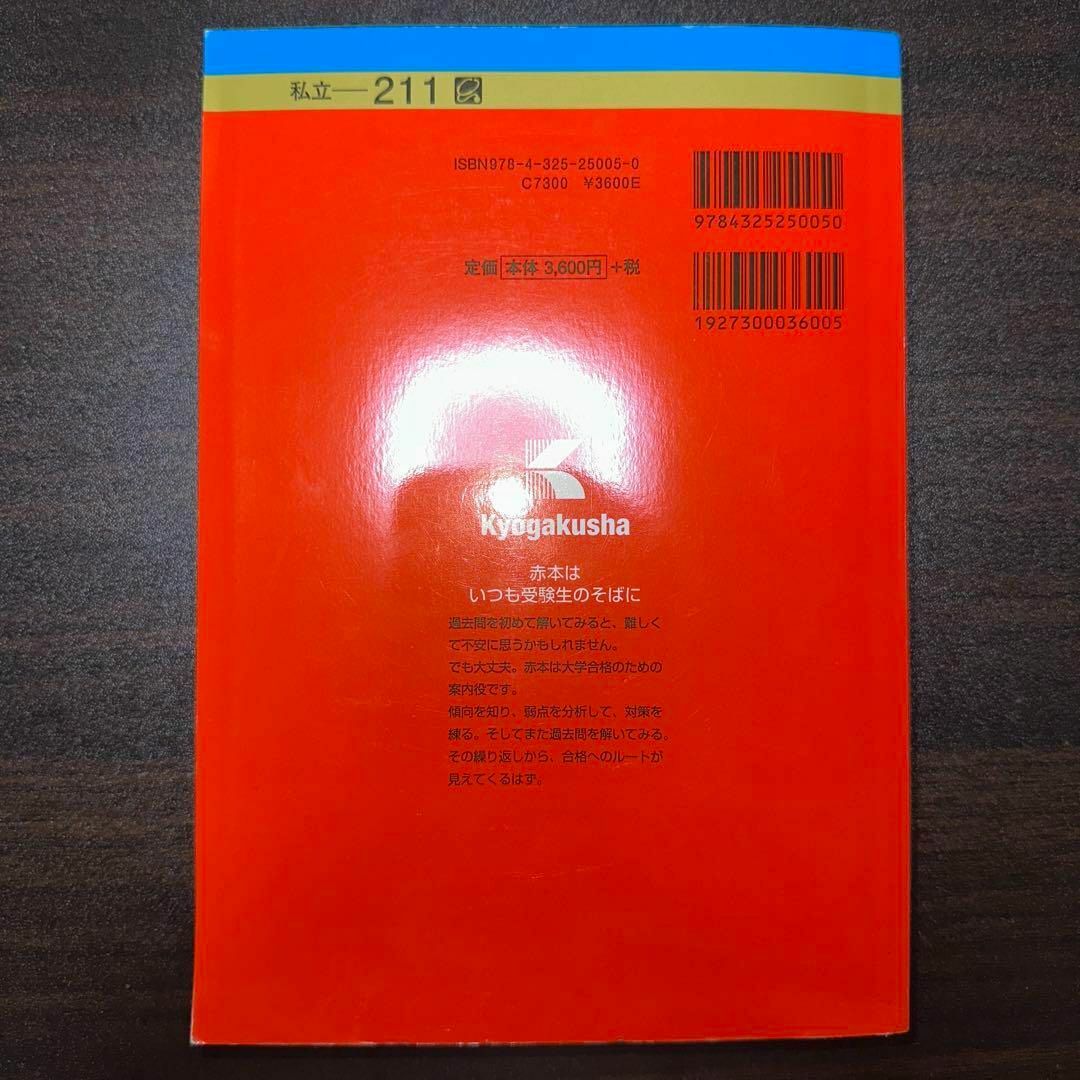 私立―211
ISBN978-4-325-25005-0
C7300 ¥3600E
9784325250050
定価 本体 3,600円 +税
1927300036005
Kyogakusha
赤本は
いつも受験生のそばに
過去問を初めて解いてみると、難しく
て不安に思うかもしれません。
でも大丈夫。赤本は大学合格のための
案内役です。
傾向を知り、弱点を分析して、対策を
練る。そしてまた過去問を解いてみる。
その繰り返しから、合格へのルートが
見えてくるはず。